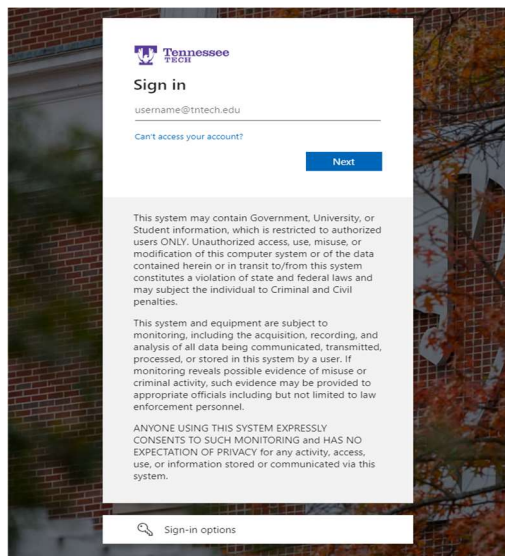 Tennessee
TECH
Sign in
username@tntech.edu
Can't access your account?
Next
This system may contain Government, University, or
Student information, which is restricted to authorized
users ONLY. Unauthorized access, use, misuse, or
modification of this computer system or of the data
contained herein or in transit to/from this system
constitutes a violation of state and federal laws and
may subject the individual to Criminal and Civil
penalties.
This system and equipment are subject to
monitoring, including the acquisition, recording, and
analysis of all data being communicated, transmitted,
processed, or stored in this system by a user. If
monitoring reveals possible evidence of misuse or
criminal activity, such evidence may be provided to
appropriate officials including but not limited to law
enforcement personnel.
ANYONE USING THIS SYSTEM EXPRESSLY
CONSENTS TO SUCH MONITORING and HAS NO
EXPECTATION OF PRIVACY for any activity, access,
use, or information stored or communicated via this
system.
Sign-in options